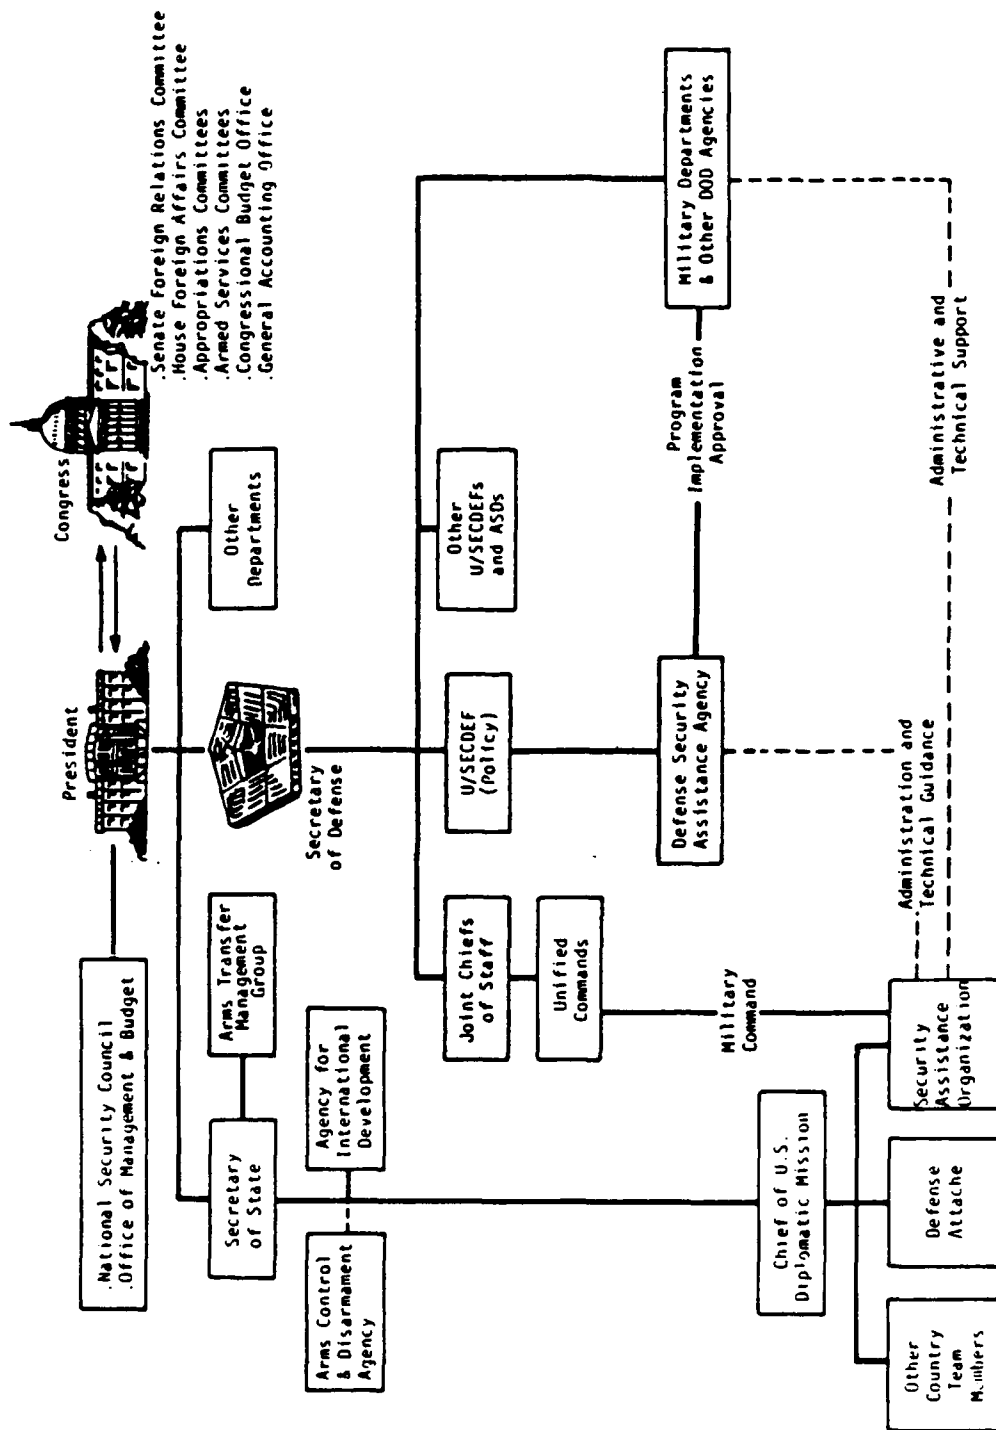 President
Congress
.National Security Council
.Office of Management & Budget
.Senate Foreign Relations Committee
.House Foreign Affairs Committee
.Appropriations Committees
.Armed Services Committees
.Congressional Budget Office
.General Accounting Office
Secretary
of State
Arms Transfer
Management
Group
Secretary
of Defense
Other
Departments
Arms Control
& Disarmament
Agency
Agency for
International
Development
Joint Chiefs
of Staff
U/SECDEF
(Policy)
Other
U/SECDEFs
and ASDs
Unified
Commands
Defense Security
Assistance Agency
Program
Implementation
Approval
Military Departments
& Other DOD Agencies
Military
Command
Chief of U.S.
Diplomatic Mission
Administration and
Technical Guidance
Administrative and
Technical Support
Other
Country
Team
Members
Defense
Attache
Security
Assistance
Organization